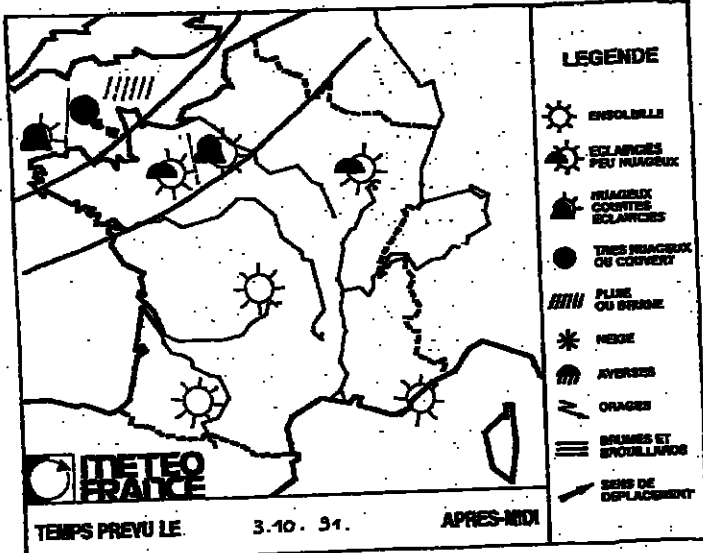 LEGENDE
ENSOLEILLE
ECLAIRCIES
PEU NUAGEUX
NUAGEUX
COURTES
ECLAIRCIES
TRES NUAGEUX
OU COUVERT
PLUIE
OU BRUINE
NEIGE
AVERSES
ORAGES
BRUMES ET
BROUILLARDS
SENS DE
DEPLACEMENT
METEO
FRANCE
TEMPS PREVU LE 3.10.91. APRES-MIDI